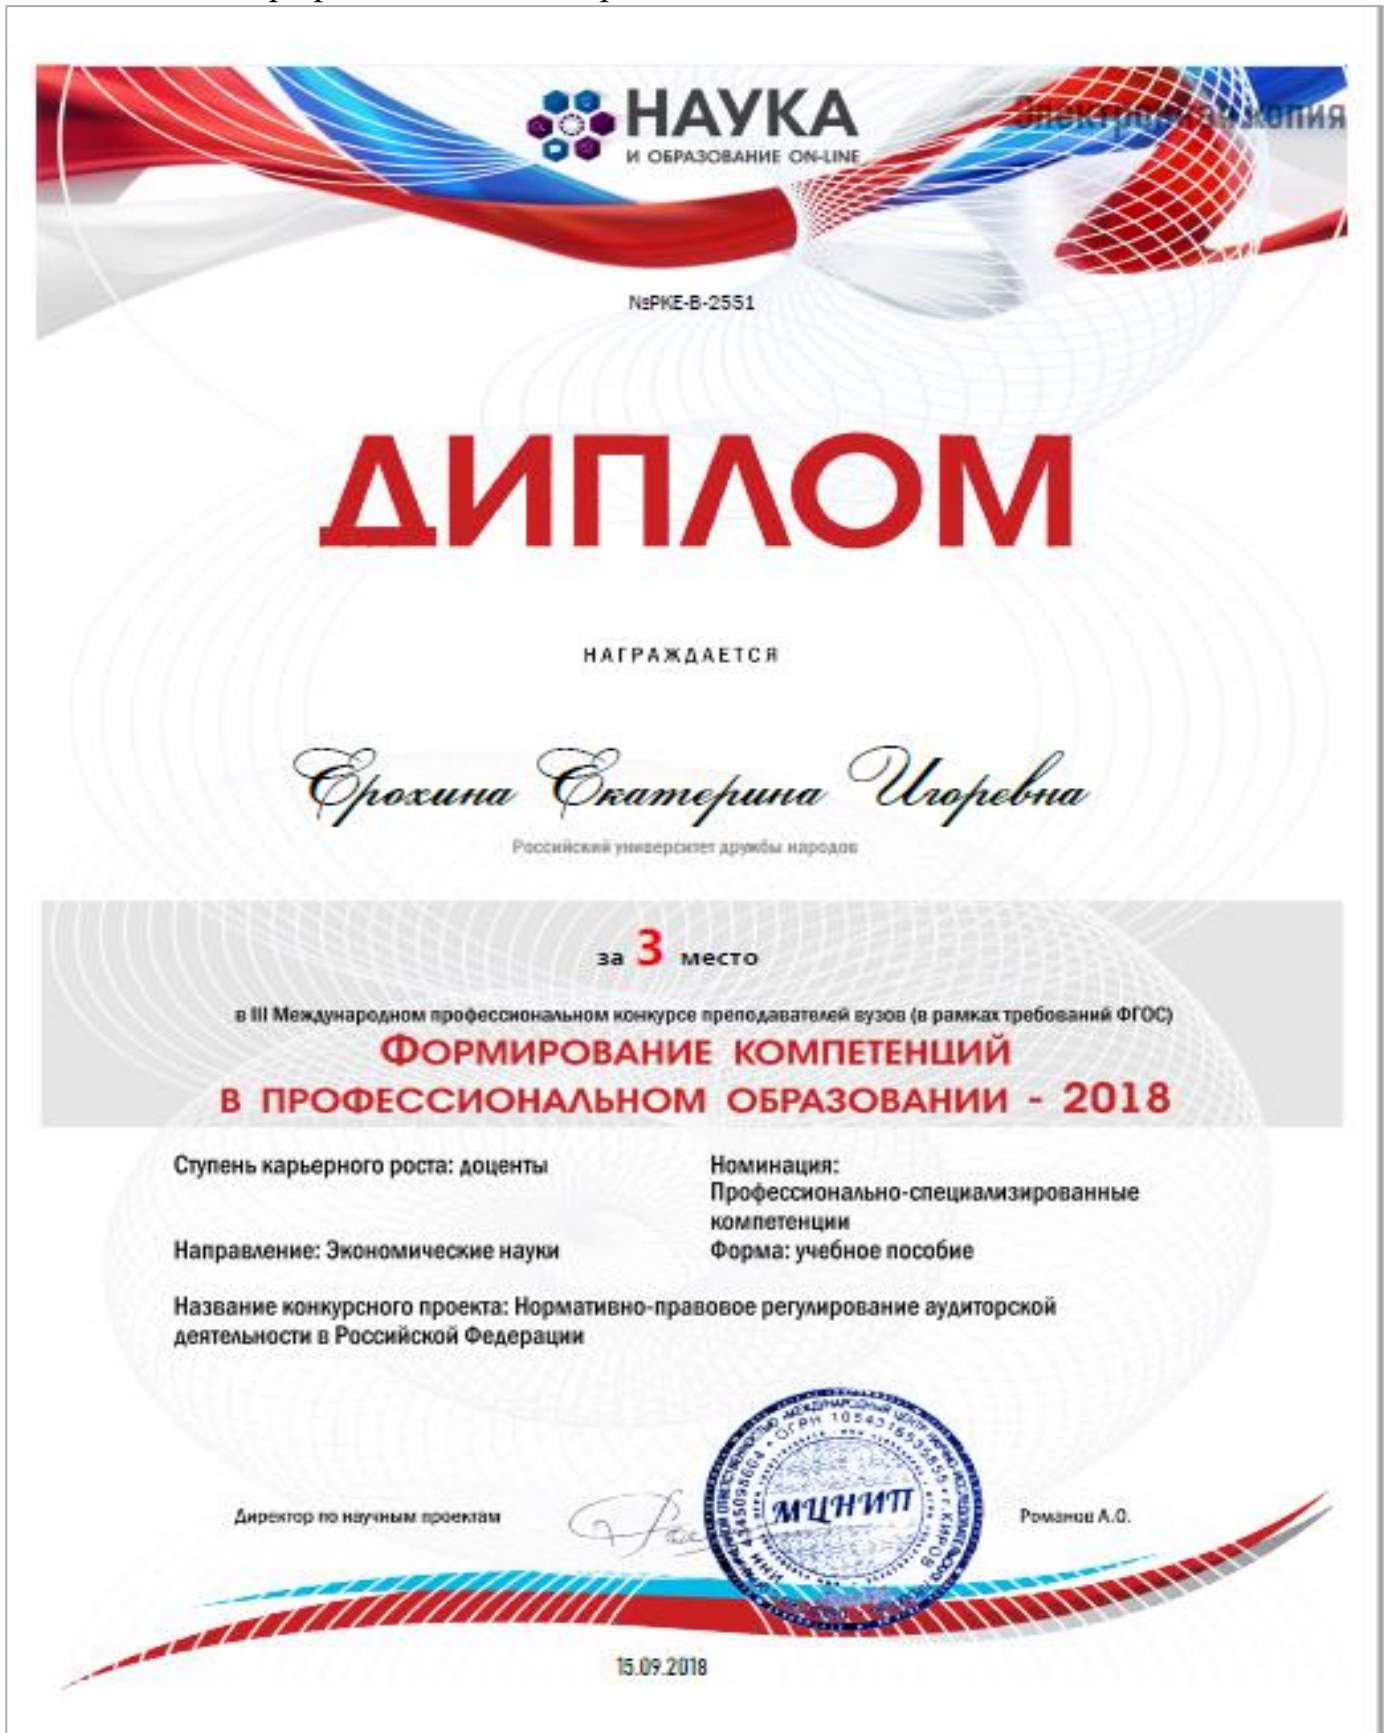 НАУКА
И ОБРАЗОВАНИЕ ON-LINE
Электронная копия
№PKE-B-2551
ДИПЛОМ
НАГРАЖДАЕТСЯ
Ерохина Екатерина Игоревна
Российский университет дружбы народов
за 3 место
в III Международном профессиональном конкурсе преподавателей вузов (в рамках требований ФГОС)
ФОРМИРОВАНИЕ КОМПЕТЕНЦИЙ
В ПРОФЕССИОНАЛЬНОМ ОБРАЗОВАНИИ - 2018
Ступень карьерного роста: доценты
Номинация:
Профессионально-специализированные
компетенции
Направление: Экономические науки
Форма: учебное пособие
Название конкурсного проекта: Нормативно-правовое регулирование аудиторской
деятельности в Российской Федерации
Директор по научным проектам
МЦНИП
Романов А.О.
15.09.2018